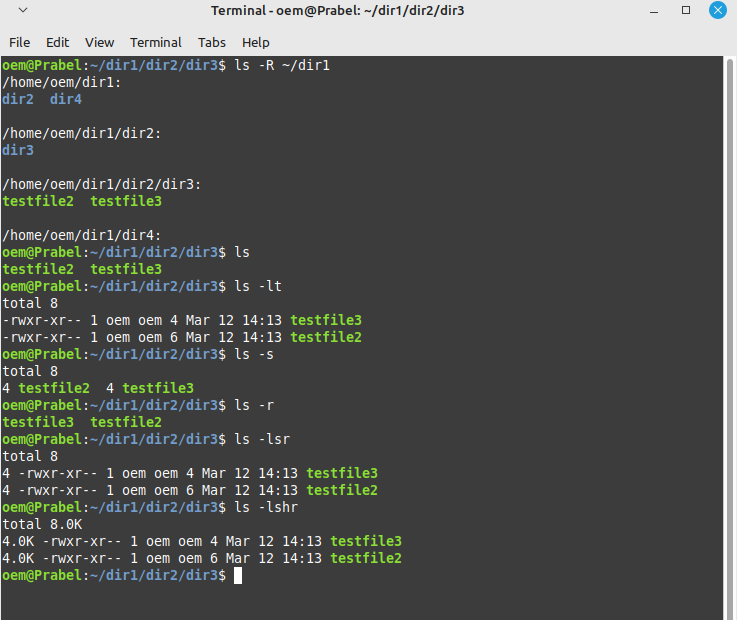 Terminal - oem@Prabel: ~/dir1/dir2/dir3
File Edit View Terminal Tabs Help
oem@Prabel:~/dir1/dir2/dir3$ ls -R ~/dir1
/home/oem/dir1:
dir2  dir4

/home/oem/dir1/dir2:
dir3

/home/oem/dir1/dir2/dir3:
testfile2  testfile3

/home/oem/dir1/dir4:
oem@Prabel:~/dir1/dir2/dir3$ ls
testfile2  testfile3
oem@Prabel:~/dir1/dir2/dir3$ ls -lt
total 8
-rwxr-xr-- 1 oem oem 4 Mar 12 14:13 testfile3
-rwxr-xr-- 1 oem oem 6 Mar 12 14:13 testfile2
oem@Prabel:~/dir1/dir2/dir3$ ls -s
total 8
4 testfile2  4 testfile3
oem@Prabel:~/dir1/dir2/dir3$ ls -r
testfile3  testfile2
oem@Prabel:~/dir1/dir2/dir3$ ls -lsr
total 8
4 -rwxr-xr-- 1 oem oem 4 Mar 12 14:13 testfile3
4 -rwxr-xr-- 1 oem oem 6 Mar 12 14:13 testfile2
oem@Prabel:~/dir1/dir2/dir3$ ls -lshr
total 8.0K
4.0K -rwxr-xr-- 1 oem oem 4 Mar 12 14:13 testfile3
4.0K -rwxr-xr-- 1 oem oem 6 Mar 12 14:13 testfile2
oem@Prabel:~/dir1/dir2/dir3$